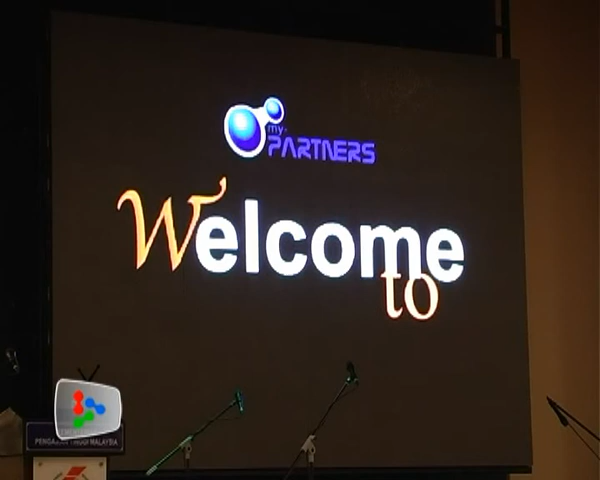 my-
PARTNERS
Welcome
to
PENGAJIAN TINGGI MALAYSIA